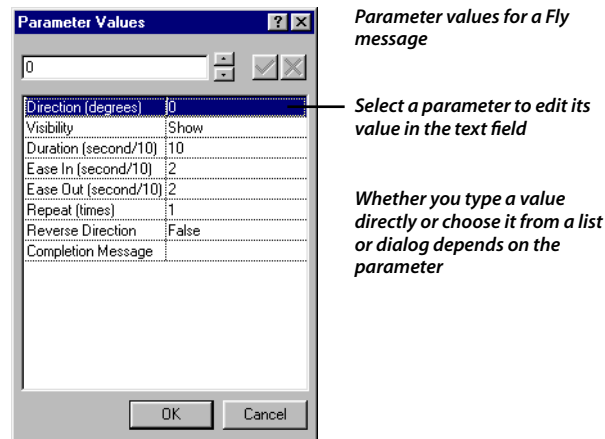 Parameter Values
0
Direction (degrees) 0
Visibility Show
Duration (second/10) 10
Ease In (second/10) 2
Ease Out (second/10) 2
Repeat (times) 1
Reverse Direction False
Completion Message
OK Cancel
Parameter values for a Fly
message
Select a parameter to edit its
value in the text field
Whether you type a value
directly or choose it from a list
or dialog depends on the
parameter